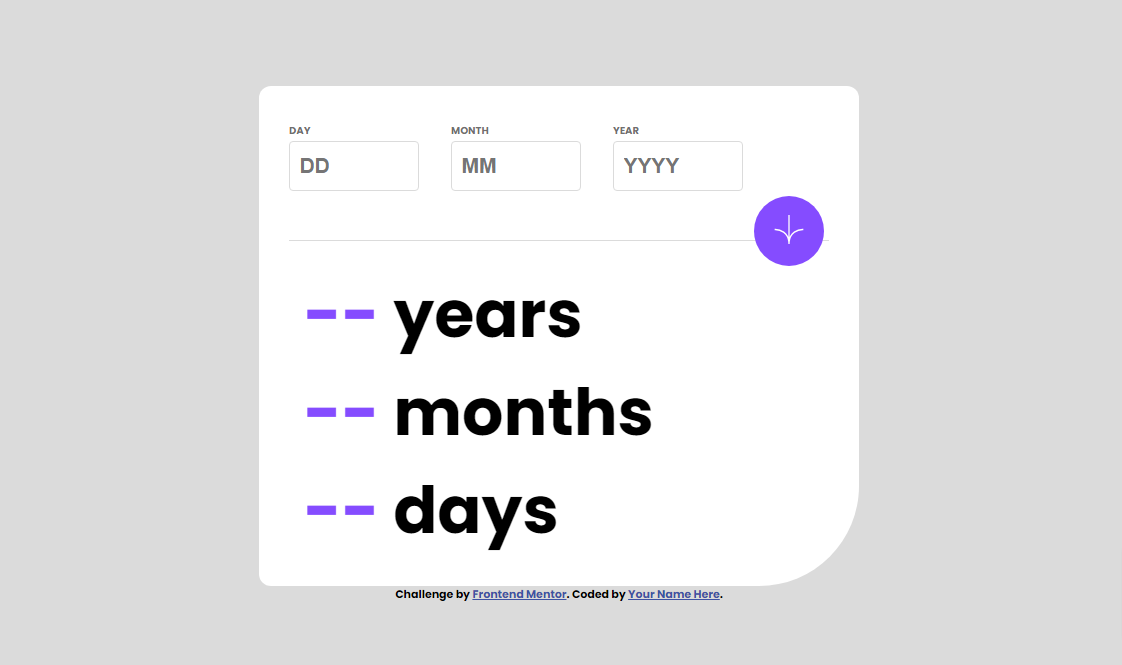 DAY MONTH YEAR
DD MM YYYY
-- years
-- months
-- days
Challenge by Frontend Mentor. Coded by Your Name Here.